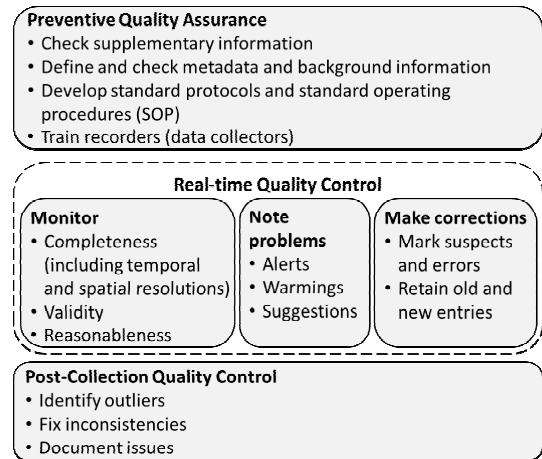 Preventive Quality Assurance
• Check supplementary information
• Define and check metadata and background information
• Develop standard protocols and standard operating
procedures (SOP)
• Train recorders (data collectors)
Real-time Quality Control
Monitor
• Completeness
(including temporal
and spatial resolutions)
• Validity
• Reasonableness
Note
problems
• Alerts
• Warmings
• Suggestions
Make corrections
• Mark suspects
and errors
• Retain old and
new entries
Post-Collection Quality Control
• Identify outliers
• Fix inconsistencies
• Document issues